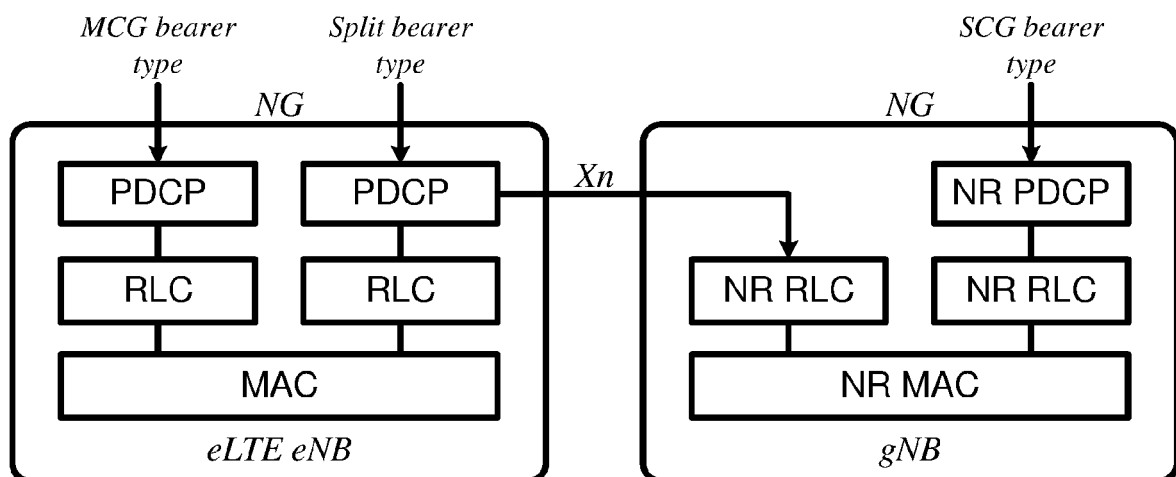 MCG bearer
type
Split bearer
type
SCG bearer
type
NG
NG
PDCP
PDCP
Xn
NR PDCP
RLC
RLC
NR RLC
NR RLC
MAC
NR MAC
eLTE eNB
gNB